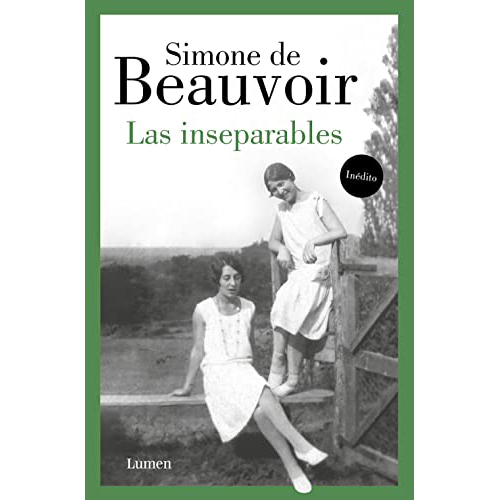 Simone de
Beauvoir
Las inseparables
Inédito
Lumen